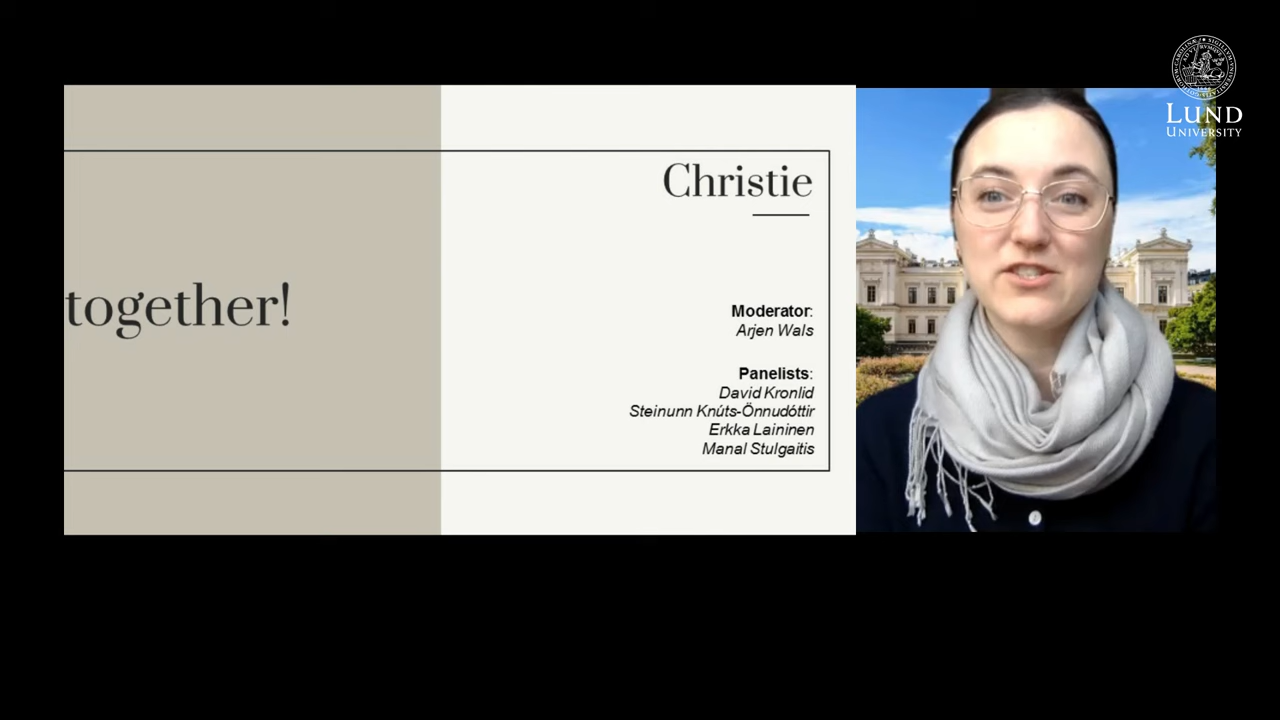 together!
Christie
Moderator:
Arjen Wals
Panelists:
David Kronlid
Steinunn Knúts-Önnudóttir
Erkka Laininen
Manal Stulgaitis
LUND
UNIVERSITY